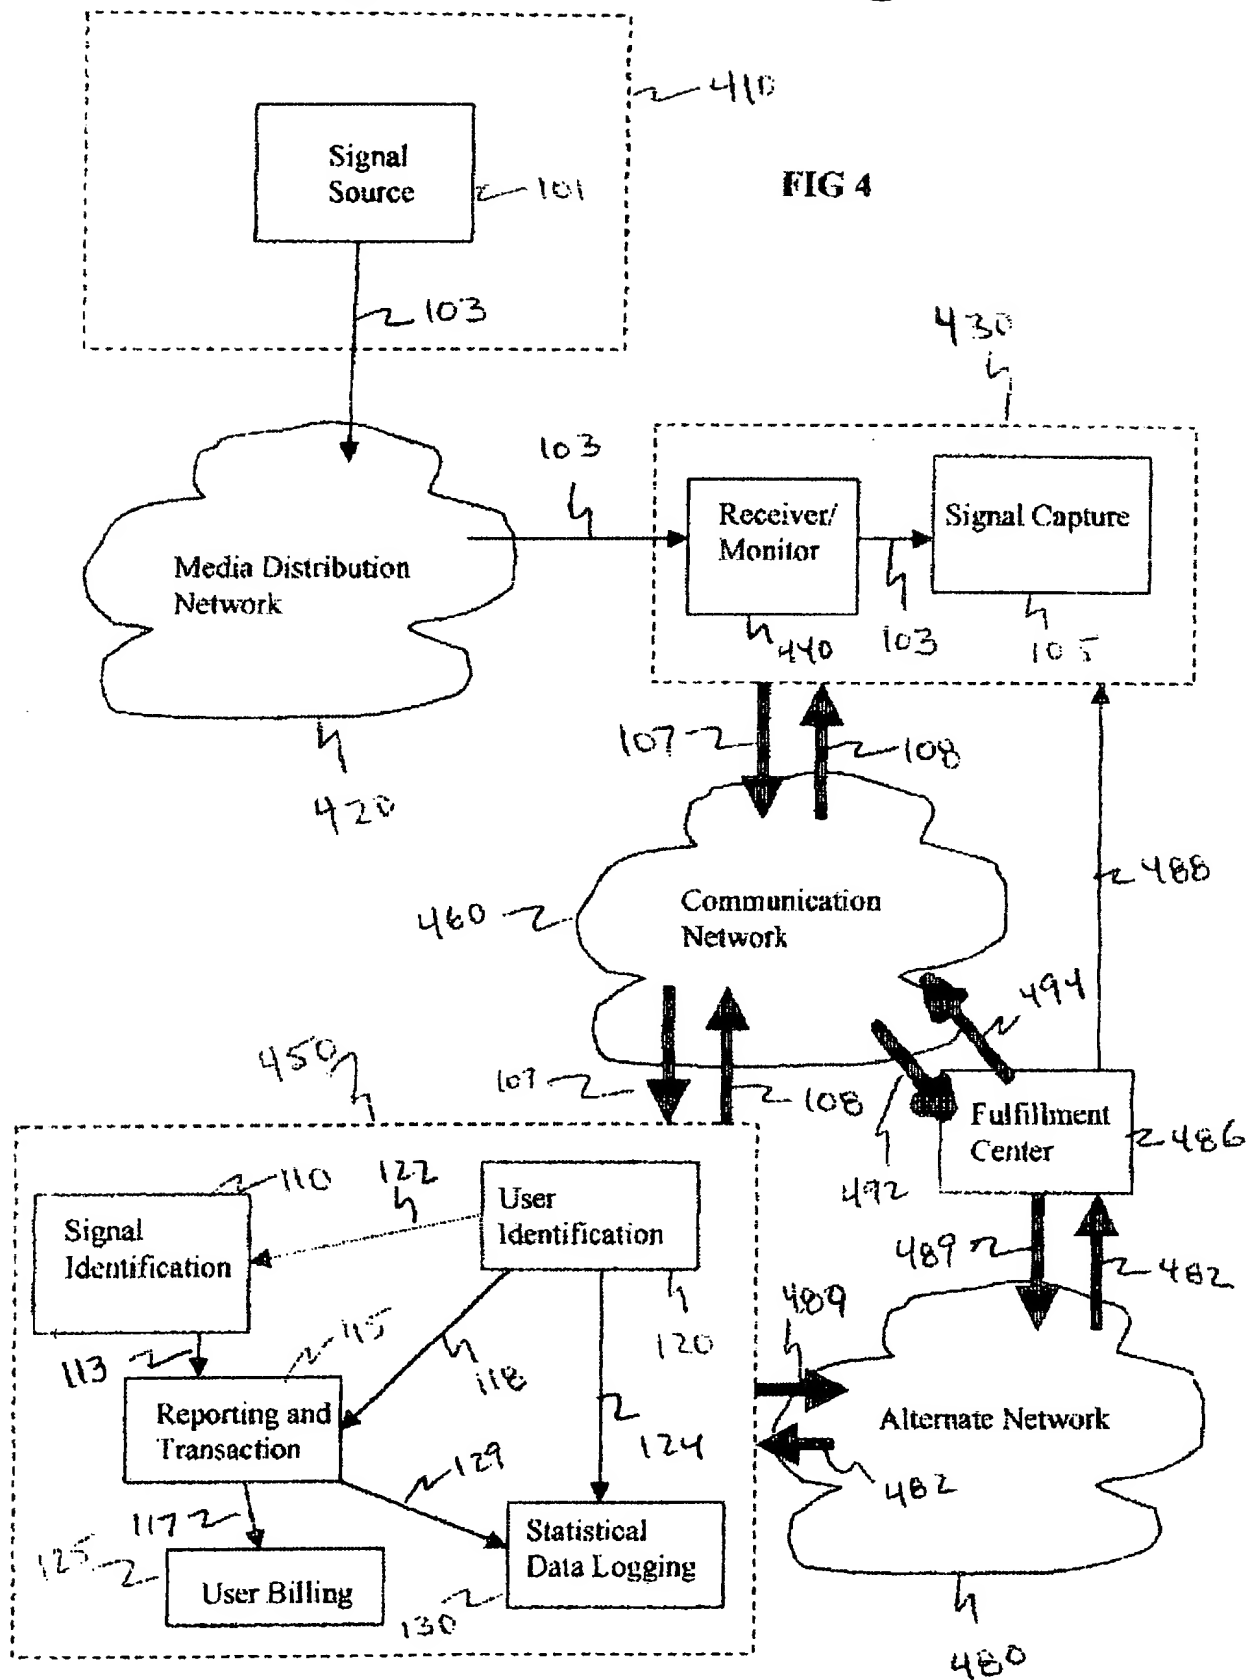 410
Signal
Source
101
FIG 4
103
430
103
Receiver/
Monitor
Signal Capture
Media Distribution
Network
440
103
105
107
108
420
488
Communication
Network
460
494
450
107
108
492
Fulfillment
Center
486
110
122
User
Identification
Signal
Identification
489
482
489
120
115
113
118
Reporting and
Transaction
Alternate Network
124
129
482
117
Statistical
Data Logging
125
User Billing
130
480